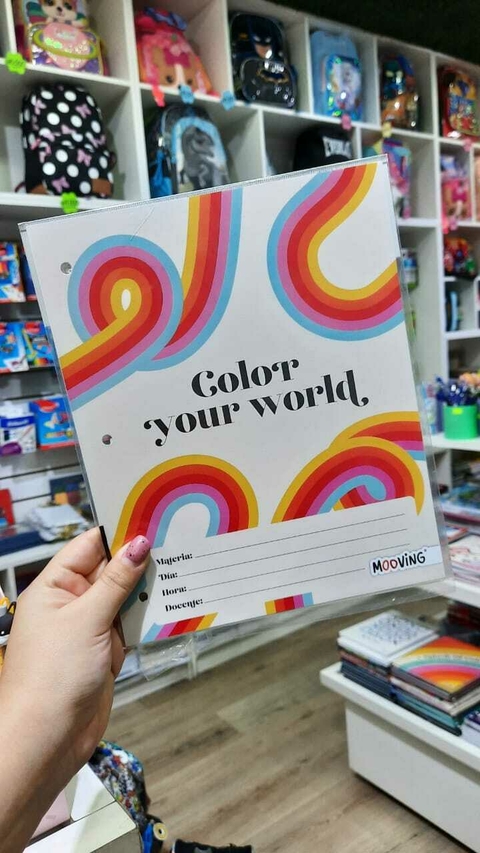 Color
your world
Materia:
Día:
Hora:
Docente:
MOOVING